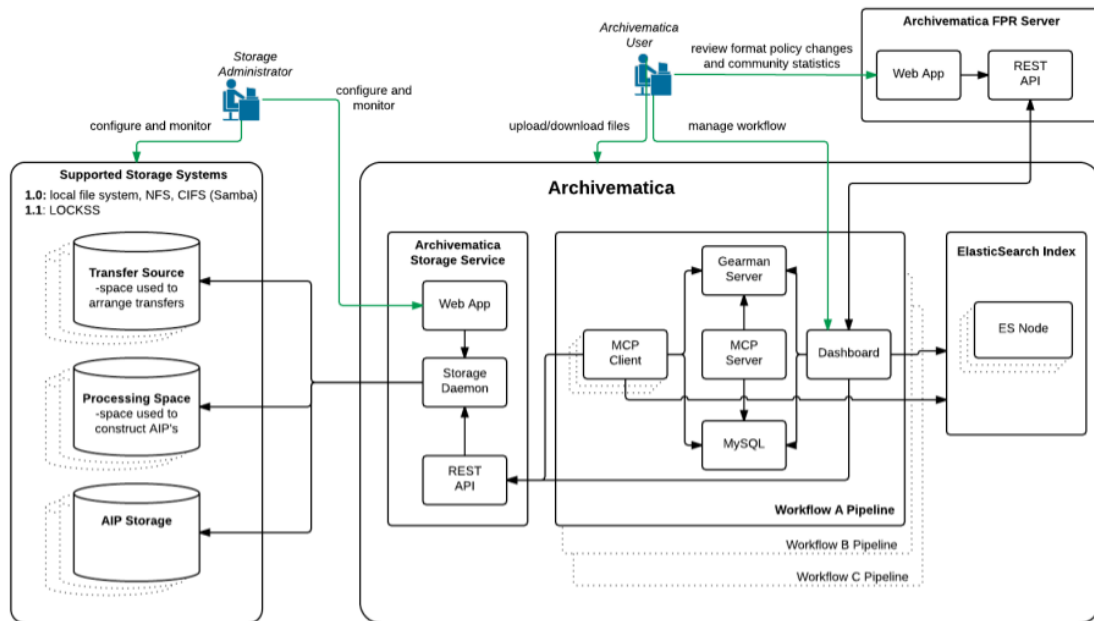 Archivematica FPR Server
Web App
REST
API
Archivematica
User
review format policy changes
and community statistics
Storage
Administrator
configure and
monitor
configure and monitor
upload/download files
manage workflow
Supported Storage Systems
1.0: local file system, NFS, CIFS (Samba)
1.1: LOCKSS
Transfer Source
-space used to
arrange transfers
Processing Space
-space used to
construct AIP's
AIP Storage
Archivematica
Archivematica
Storage Service
Web App
Storage
Daemon
REST
API
Gearman
Server
MCP
Client
MCP
Server
Dashboard
MySQL
Workflow A Pipeline
Workflow B Pipeline
Workflow C Pipeline
ElasticSearch Index
ES Node